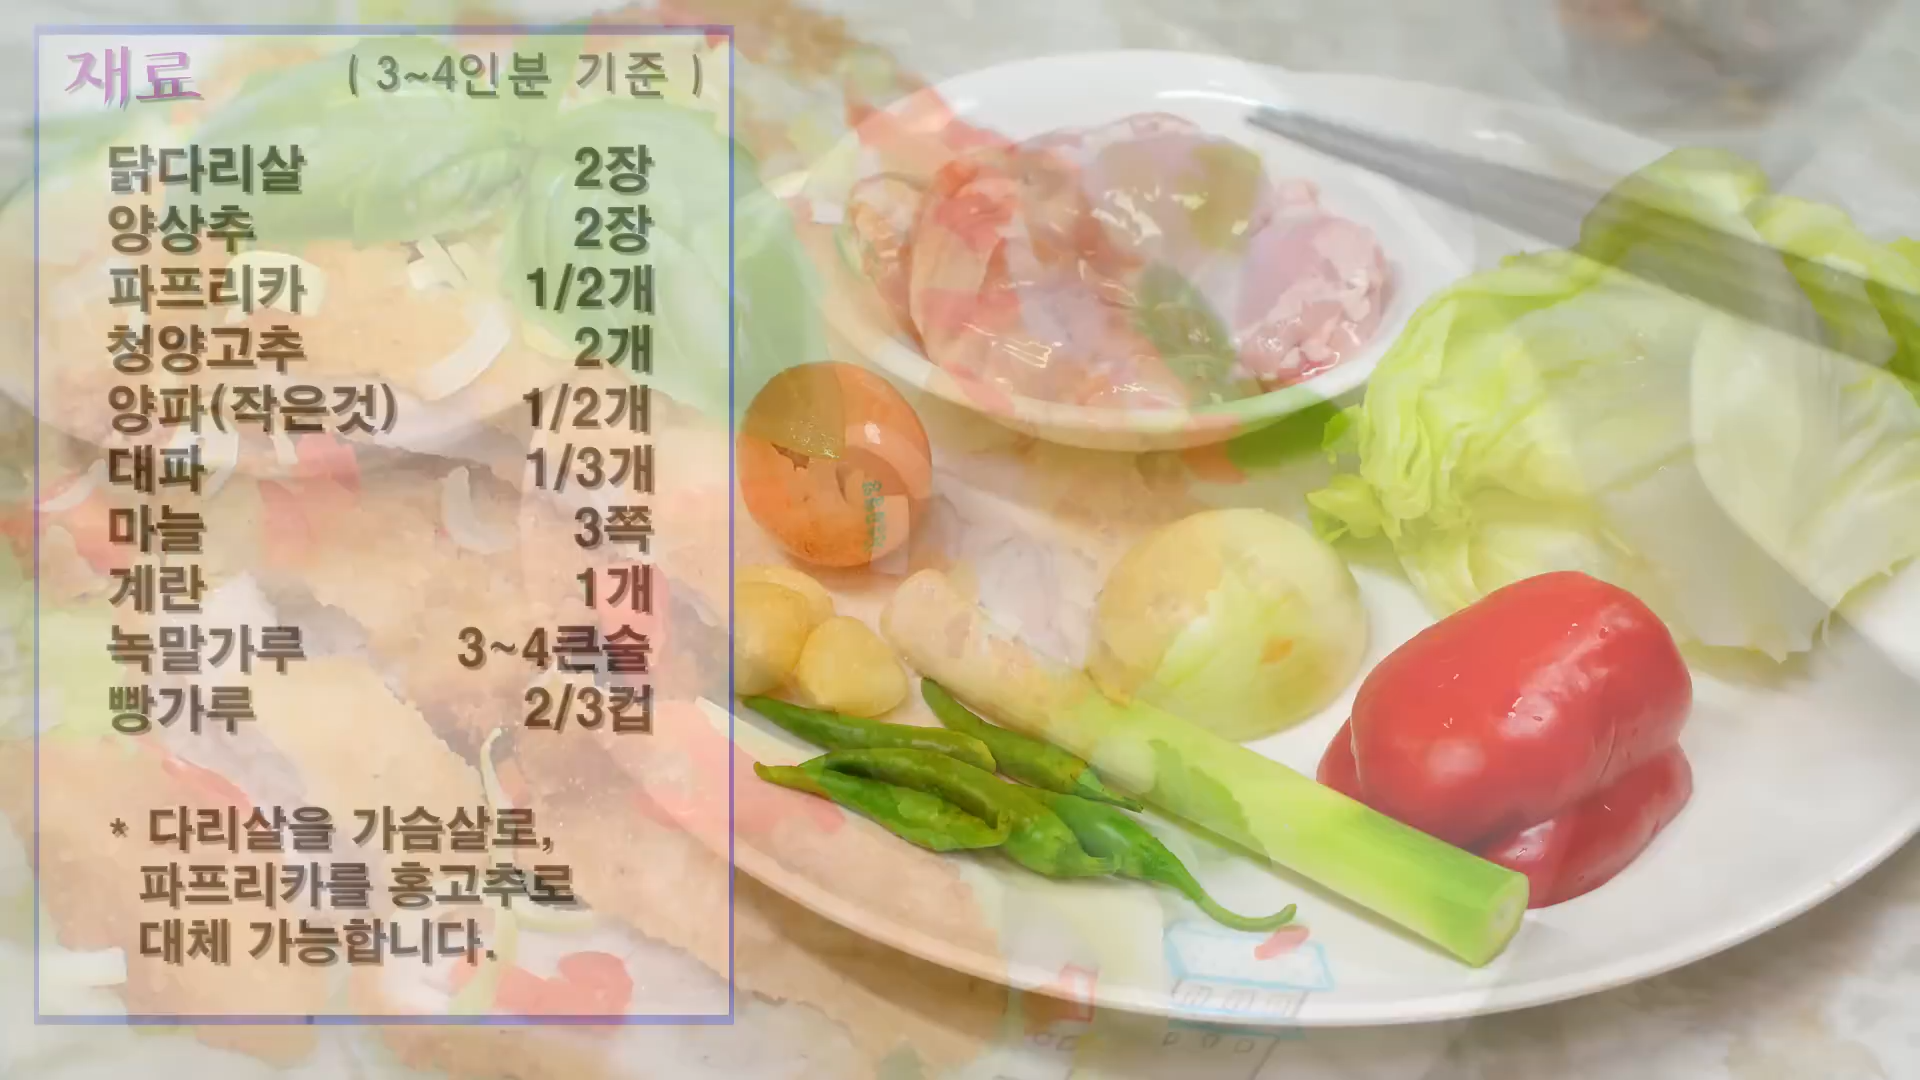 재료 ( 3~4인분 기준 )
닭다리살 2장
양상추 2장
파프리카 1/2개
청양고추 2개
양파(작은것) 1/2개
대파 1/3개
마늘 3쪽
계란 1개
녹말가루 3~4큰술
빵가루 2/3컵
* 다리살을 가슴살로,
파프리카를 홍고추로
대체 가능합니다.